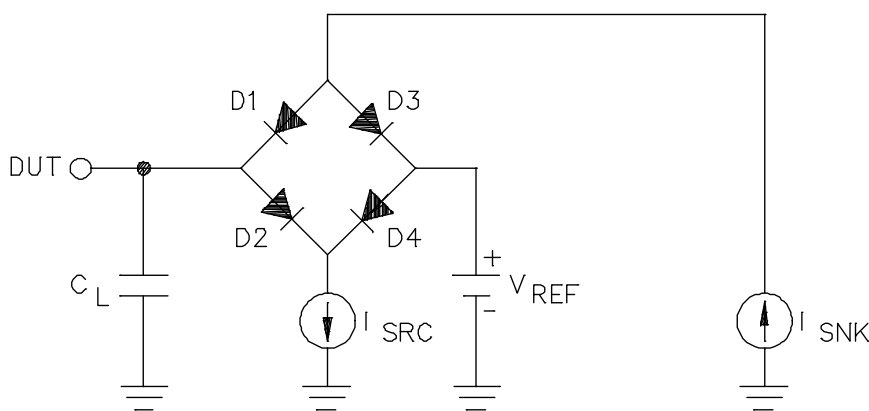 D1
D3
DUT
D2
D4
C L
+
-
V REF
I SRC
I SNK